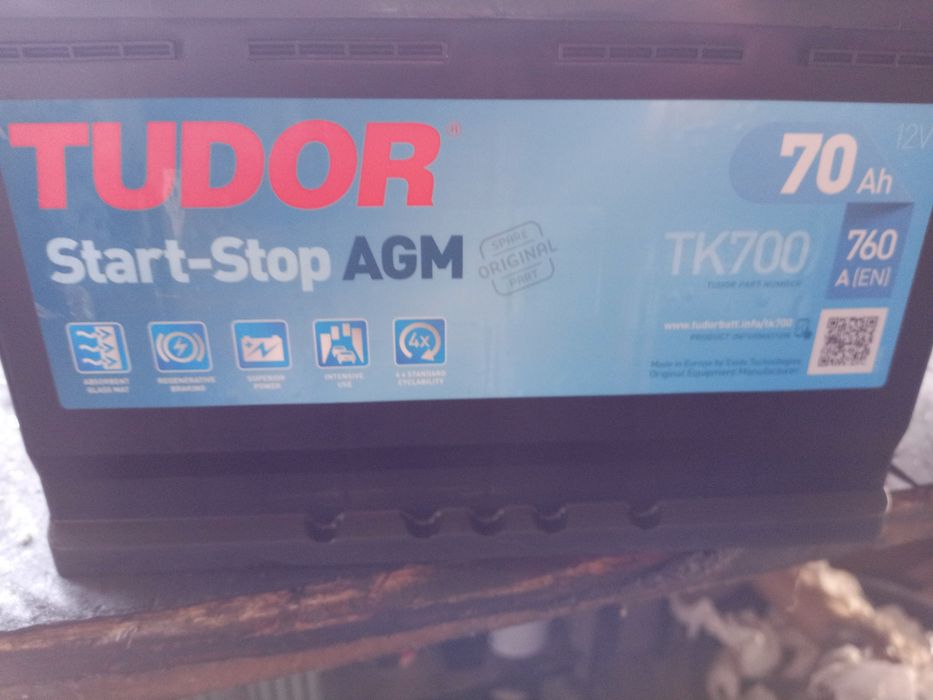 TUDOR®
12V
70 Ah
Start-Stop AGM
SPARE
ORIGINAL
PART
TK700
TUDOR PART NUMBER
760
A (EN)
www.tudorbatt.info/tk700
PRODUCT INFORMATION
Made in Europe by Exide Technologies
Original Equipment Manufacturer
ABSORBENT
GLASS MAT
REGENERATIVE
BRAKING
SUPERIOR
POWER
INTENSIVE
USE
4x
4 x STANDARD
CYCLABILITY